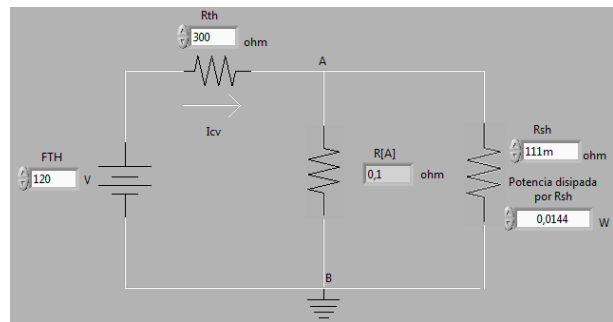 Rth
300 ohm
A
Icv
FTH
120 V
R[A]
0,1 ohm
Rsh
111m ohm
Potencia disipada
por Rsh
0,0144 W
B